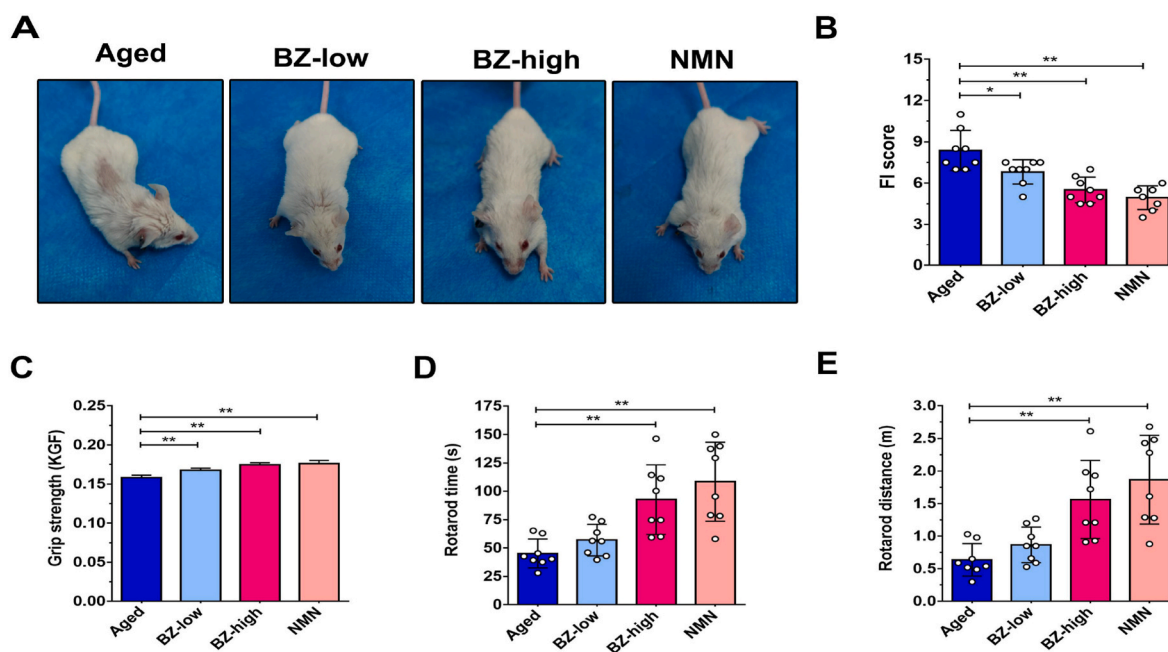 A
Aged
BZ-low
BZ-high
NMN
B
FI score
15
12
9
6
3
0
**
**
*
Aged
BZ-low
BZ-high
NMN
C
Grip strength (KGF)
0.25
0.20
0.15
0.10
0.05
0.00
**
**
**
Aged
BZ-low
BZ-high
NMN
D
Rotarod time (s)
175
150
125
100
75
50
25
0
**
**
Aged
BZ-low
BZ-high
NMN
E
Rotarod distance (m)
3.0
2.5
2.0
1.5
1.0
0.5
0.0
**
**
Aged
BZ-low
BZ-high
NMN